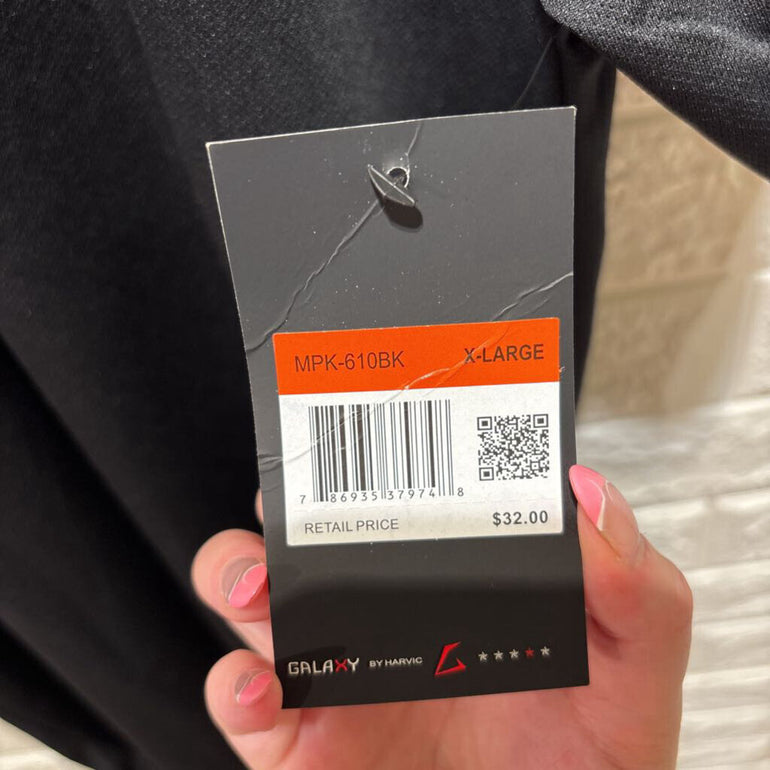 MPK-610BK X-LARGE
7 86935 37974 8
RETAIL PRICE $32.00
GALAXY BY HARVIC